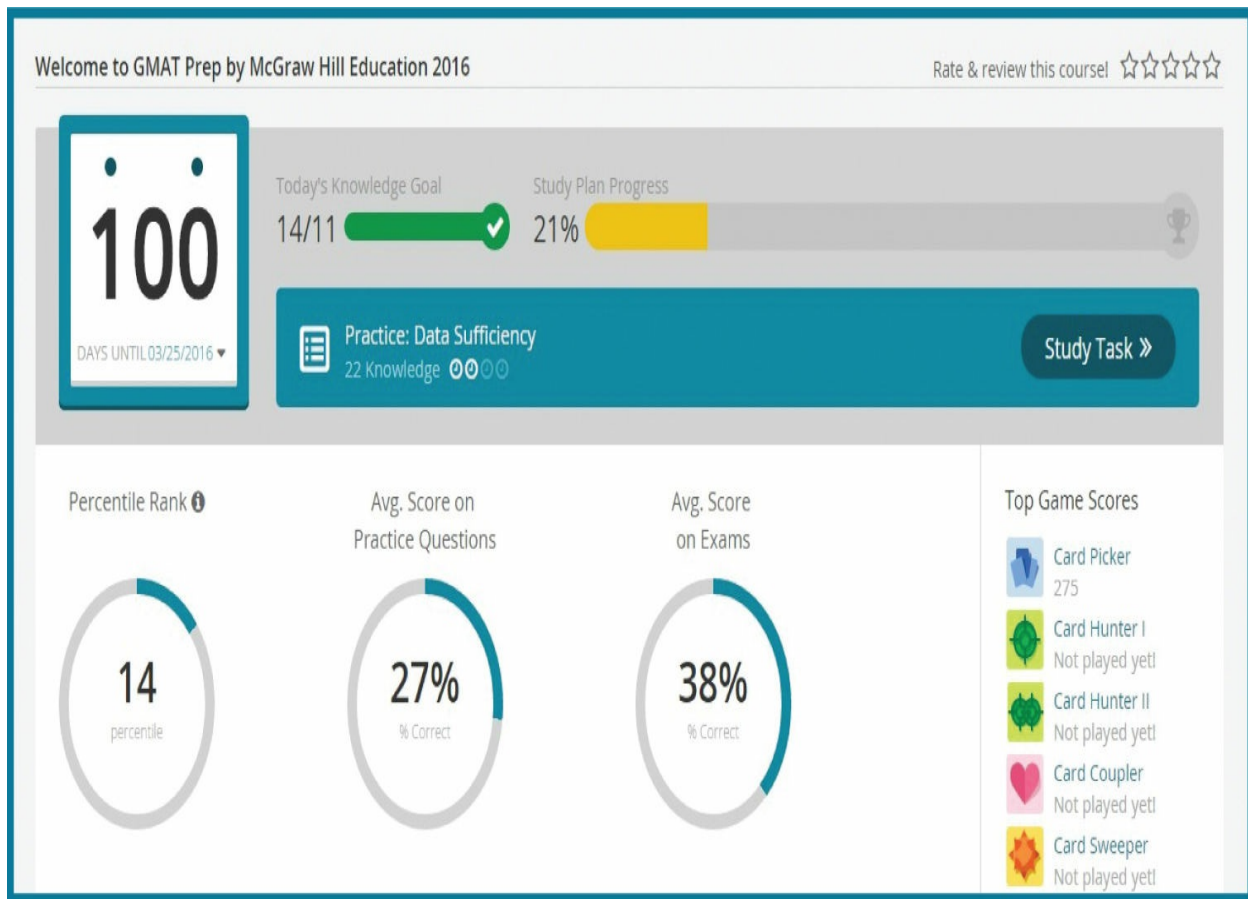 Welcome to GMAT Prep by McGraw Hill Education 2016
Rate & review this course!
100
DAYS UNTIL 03/25/2016
Today's Knowledge Goal
14/11
Study Plan Progress
21%
Practice: Data Sufficiency
22 Knowledge
Study Task »
Percentile Rank
14
percentile
Avg. Score on
Practice Questions
27%
% Correct
Avg. Score
on Exams
38%
% Correct
Top Game Scores
Card Picker
275
Card Hunter I
Not played yet!
Card Hunter II
Not played yet!
Card Coupler
Not played yet!
Card Sweeper
Not played yet!